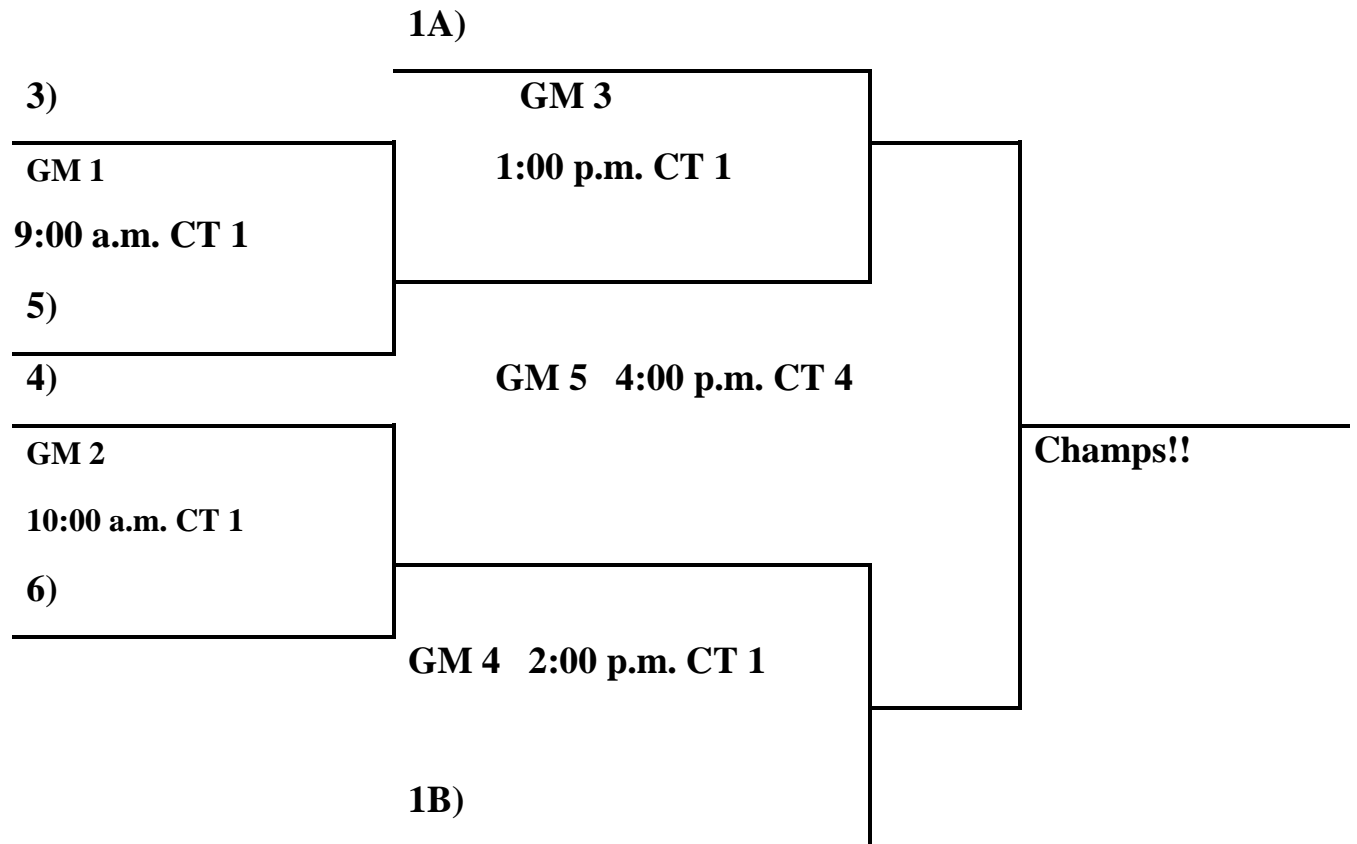 1A)
3)
GM 3
GM 1
1:00 p.m. CT 1
9:00 a.m. CT 1
5)
4)
GM 5 4:00 p.m. CT 4
GM 2
Champs!!
10:00 a.m. CT 1
6)
GM 4 2:00 p.m. CT 1
1B)